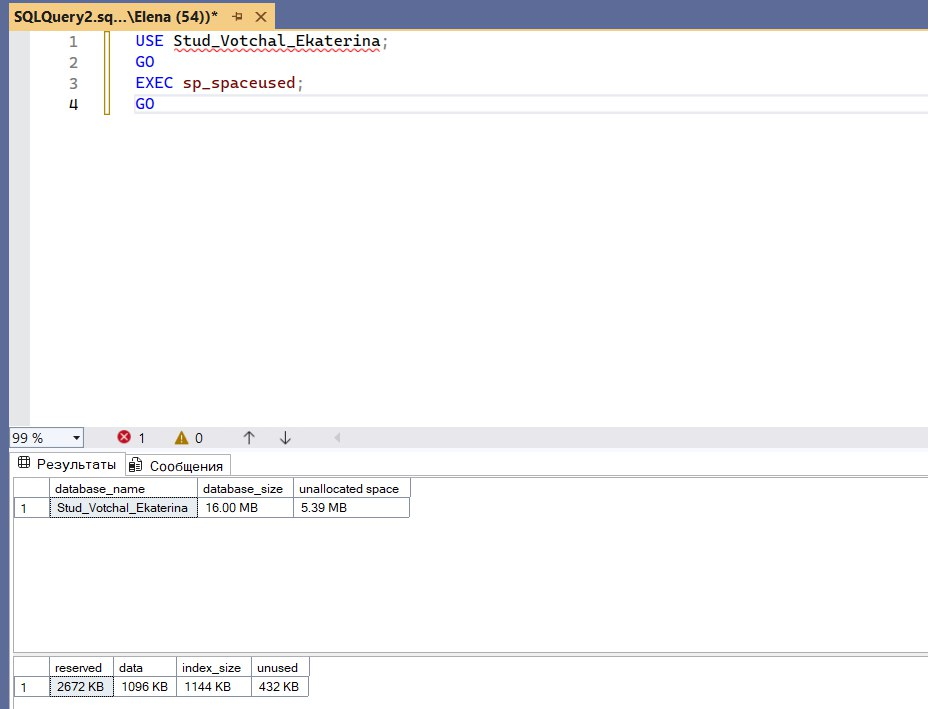 SQLQuery2.sq...\Elena (54))*
1 USE Stud_Votchal_Ekaterina;
2 GO
3 EXEC sp_spaceused;
4 GO
99 % 1 0
Результаты Сообщения
database_name database_size unallocated space
1 Stud_Votchal_Ekaterina 16.00 MB 5.39 MB
reserved data index_size unused
1 2672 KB 1096 KB 1144 KB 432 KB